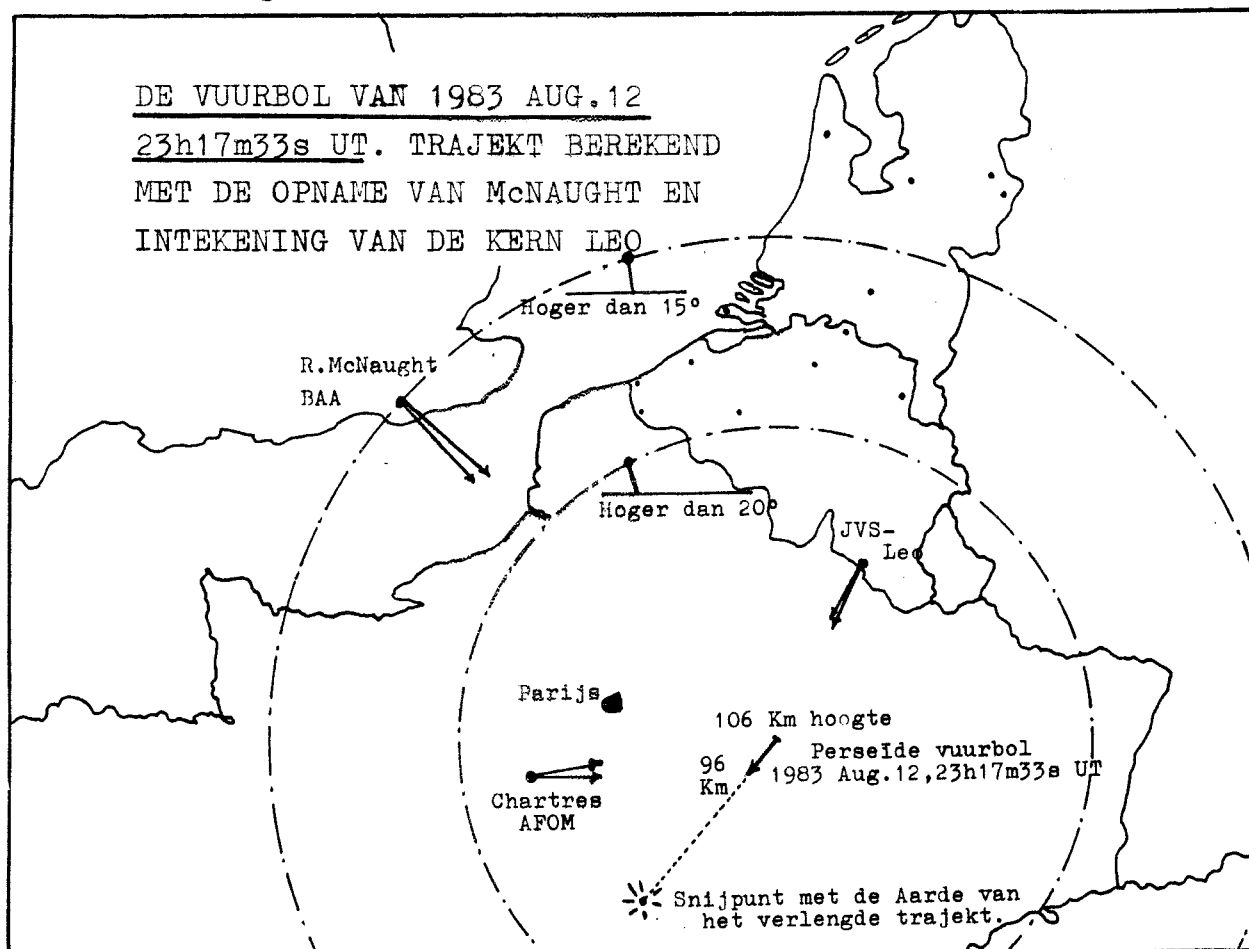 DE VUURBOL VAN 1983 AUG.12
23h17m33s UT. TRAJEKT BEREKEND
MET DE OPNAME VAN McNAUGHT EN
INTEKENING VAN DE KERN LEO
Hoger dan 15°
R.McNaught
BAA
Hoger dan 20°
JVS-
Leo
Parijs
106 Km hoogte
Perseïde vuurbol
1983 Aug.12,23h17m33s UT
96
Km
Chartres
AFOM
Snijpunt met de Aarde van
het verlengde trajekt.